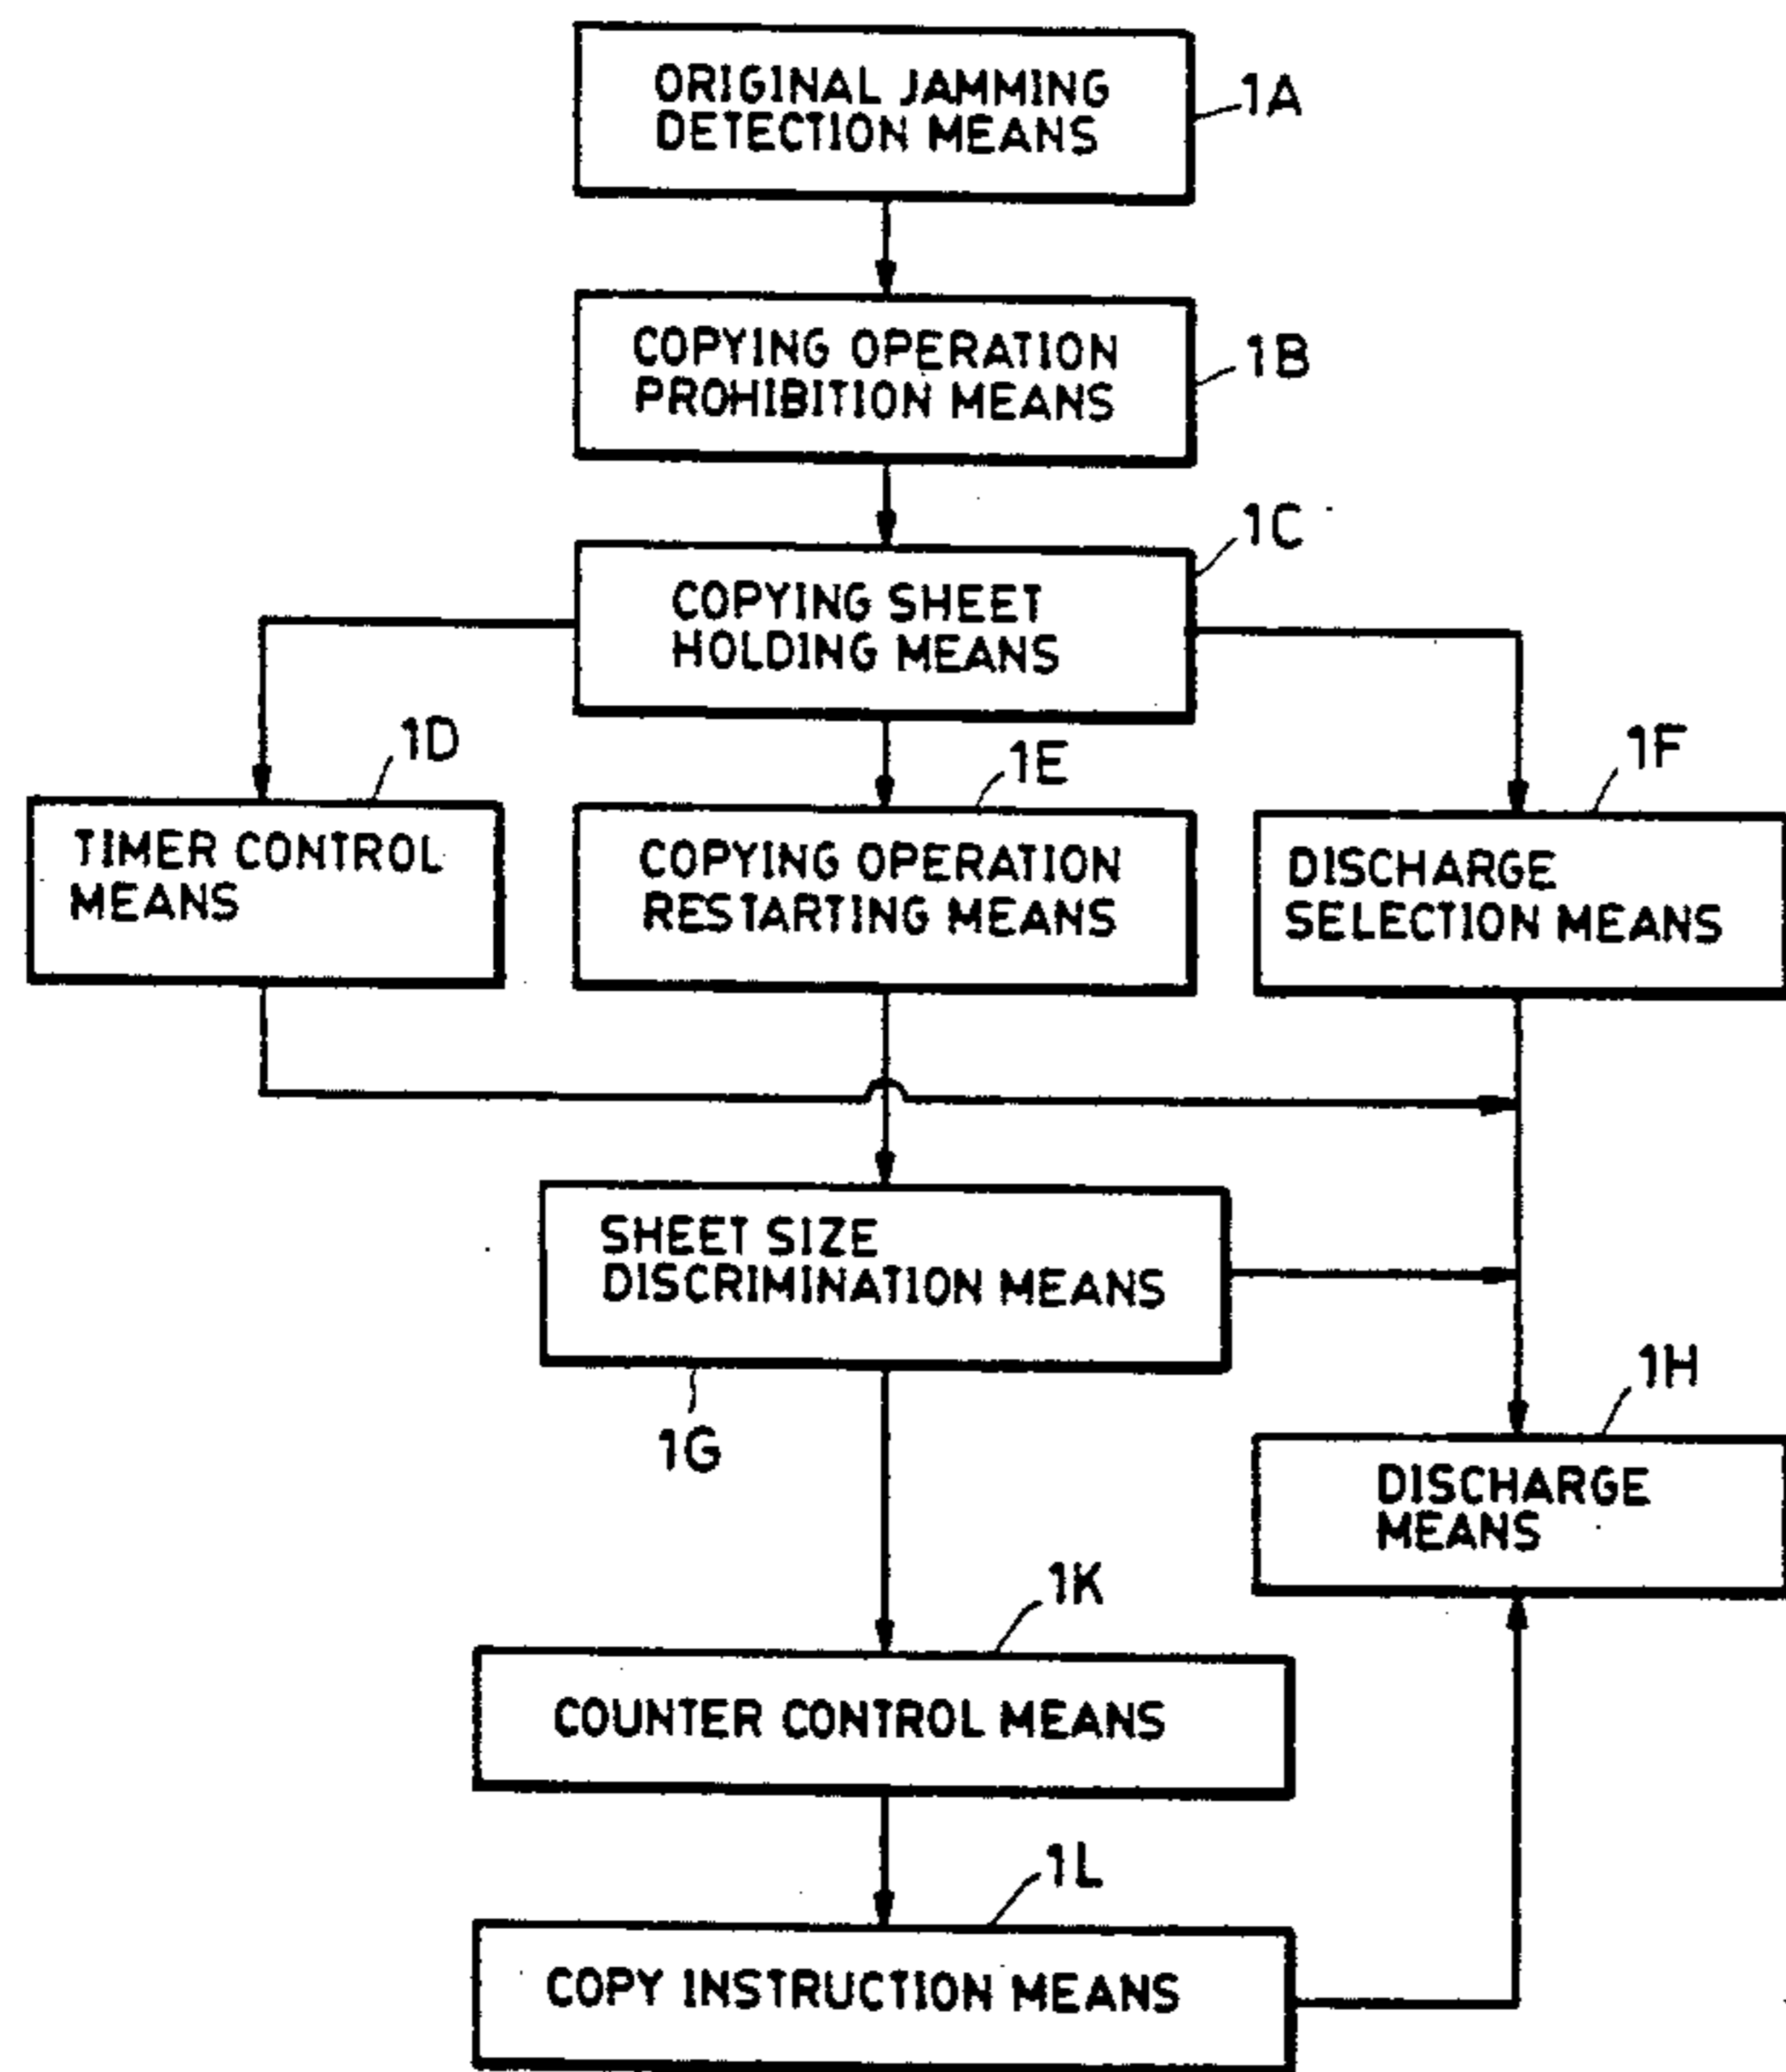 ORIGINAL JAMMING
DETECTION MEANS
1A
COPYING OPERATION
PROHIBITION MEANS
1B
1C
COPYING SHEET
HOLDING MEANS
1D
1E
1F
TIMER CONTROL
MEANS
COPYING OPERATION
RESTARTING MEANS
DISCHARGE
SELECTION MEANS
SHEET SIZE
DISCRIMINATION MEANS
1G
1H
DISCHARGE
MEANS
1K
COUNTER CONTROL MEANS
1L
COPY INSTRUCTION MEANS